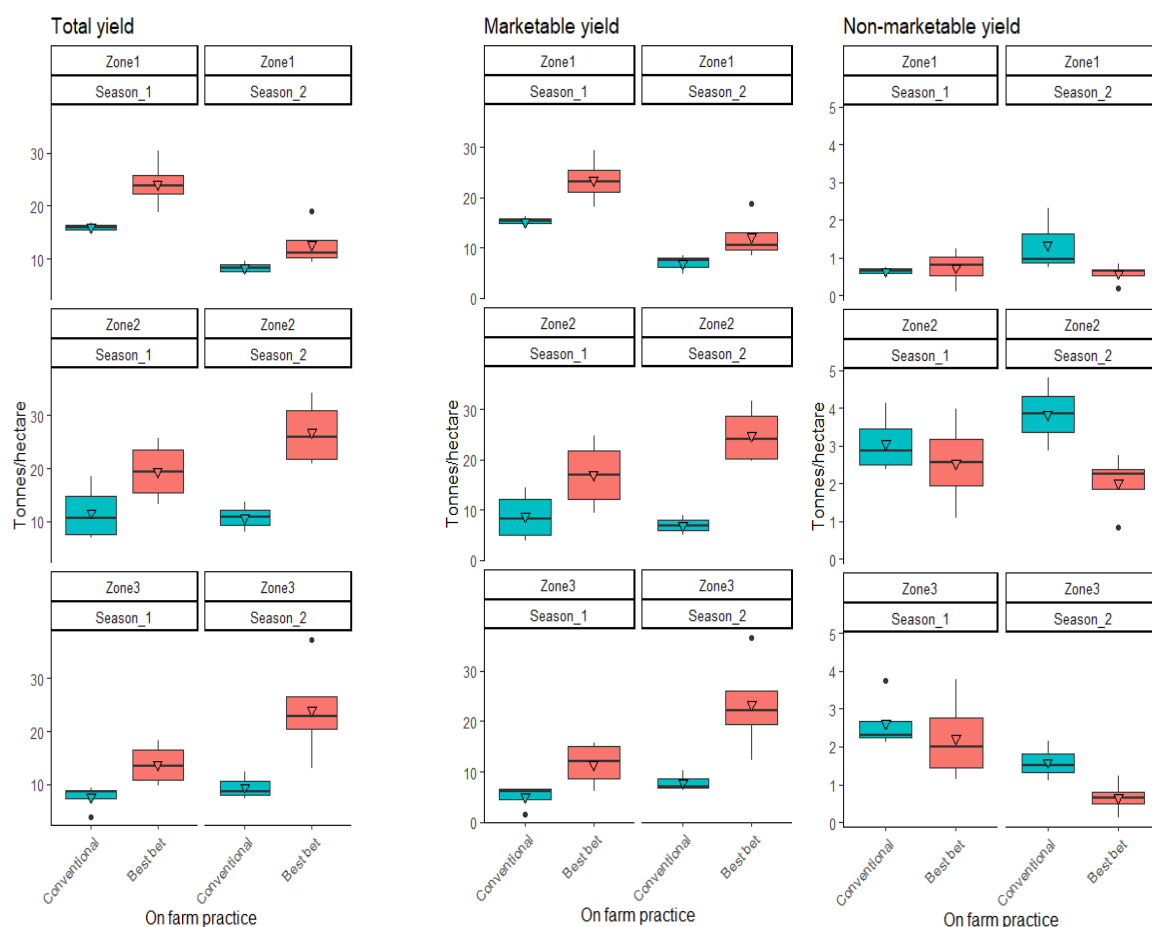 Total yield
Zone1
Zone1
Season_1
Season_2
30
20
10
Zone2
Zone2
Season_1
Season_2
30
20
10
Tonnes/hectare
Zone3
Zone3
Season_1
Season_2
30
20
10
Conventional
Best bet
Conventional
Best bet
On farm practice
Marketable yield
Zone1
Zone1
Season_1
Season_2
30
20
10
0
Zone2
Zone2
Season_1
Season_2
30
20
10
0
Tonnes/hectare
Zone3
Zone3
Season_1
Season_2
30
20
10
0
Conventional
Best bet
Conventional
Best bet
On farm practice
Non-marketable yield
Zone1
Zone1
Season_1
Season_2
5
4
3
2
1
0
Zone2
Zone2
Season_1
Season_2
5
4
3
2
1
0
Tonnes/hectare
Zone3
Zone3
Season_1
Season_2
5
4
3
2
1
0
Conventional
Best bet
Conventional
Best bet
On farm practice